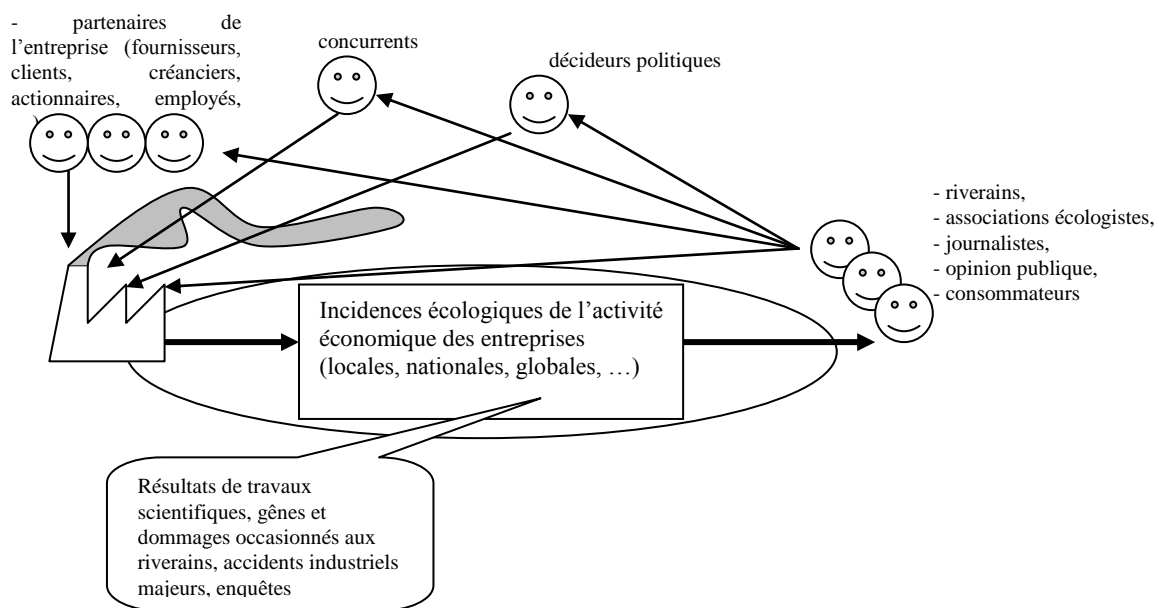 - partenaires de
l’entreprise (fournisseurs,
clients, créanciers,
actionnaires, employés,
concurrents
décideurs politiques
- riverains,
- associations écologistes,
- journalistes,
- opinion publique,
- consommateurs
Incidences écologiques de l’activité
économique des entreprises
(locales, nationales, globales, …)
Résultats de travaux
scientifiques, gênes et
dommages occasionnés aux
riverains, accidents industriels
majeurs, enquêtes